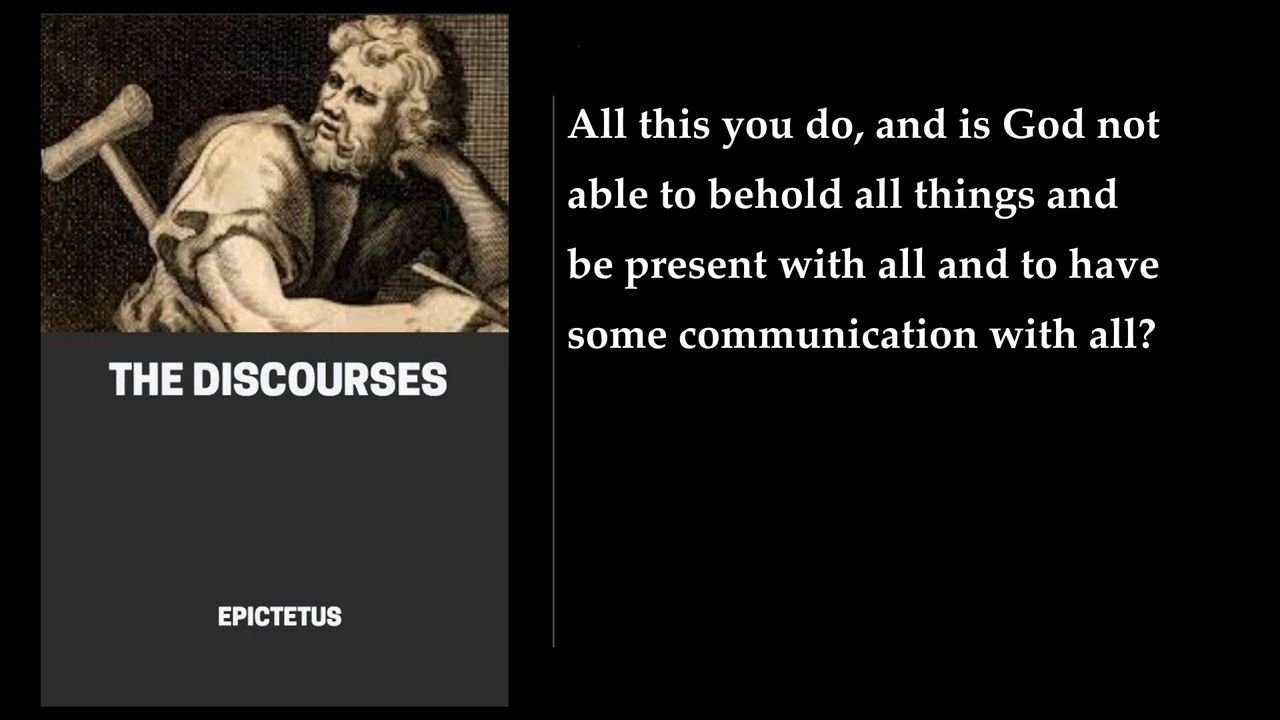 THE DISCOURSES
EPICTETUS
All this you do, and is God not
able to behold all things and
be present with all and to have
some communication with all?